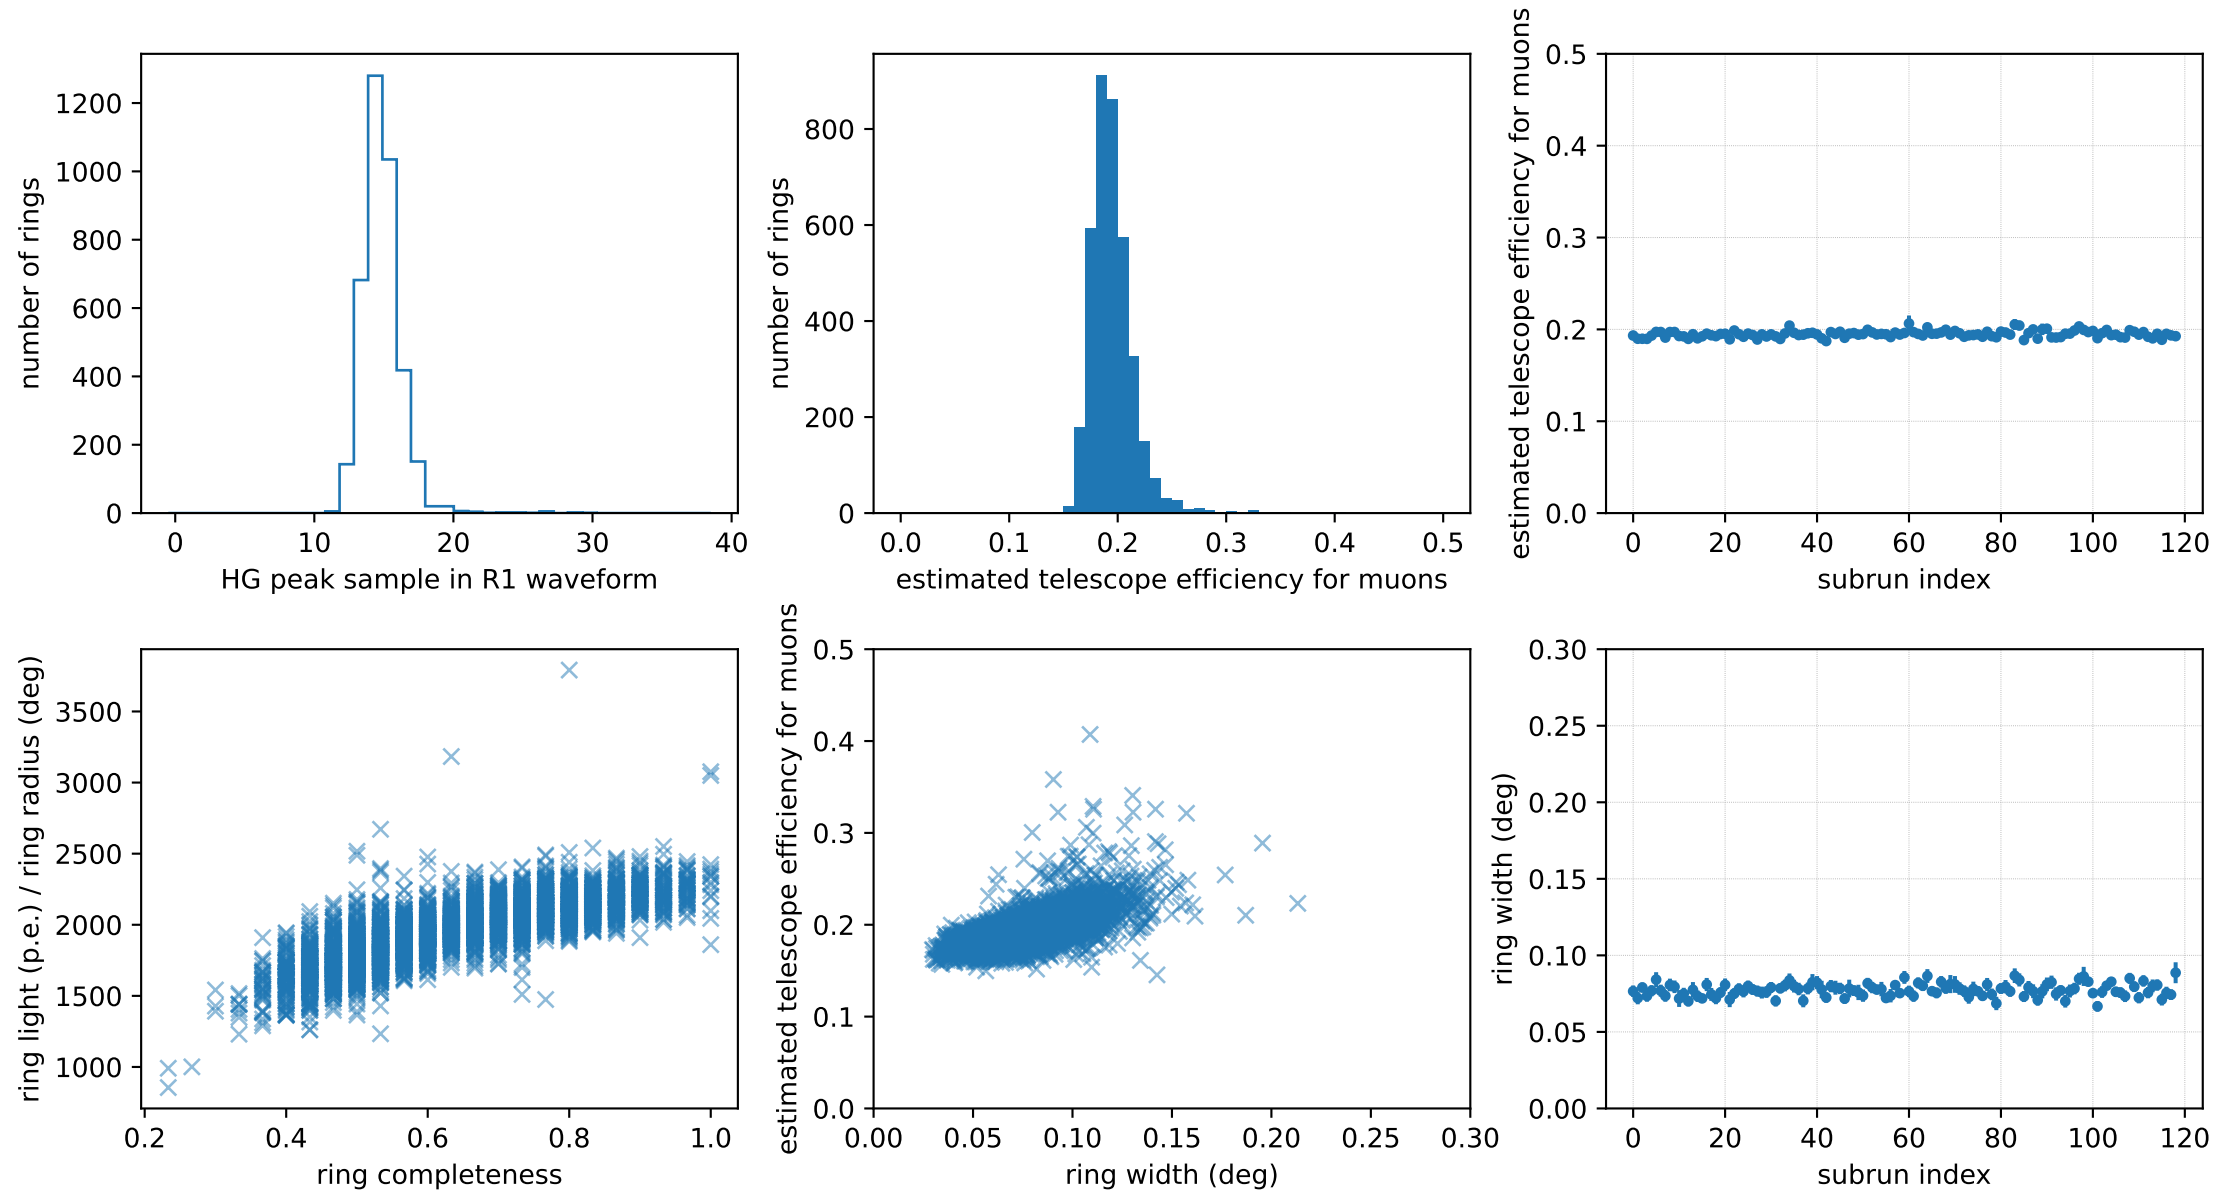 number of rings
1200
1000
800
600
400
200
0
0 10 20 30 40
HG peak sample in R1 waveform
number of rings
800
600
400
200
0
0.0 0.1 0.2 0.3 0.4 0.5
estimated telescope efficiency for muons
estimated telescope efficiency for muons
0.5
0.4
0.3
0.2
0.1
0.0
0 20 40 60 80 100 120
subrun index
ring light (p.e.) / ring radius (deg)
3500
3000
2500
2000
1500
1000
0.2 0.4 0.6 0.8 1.0
ring completeness
estimated telescope efficiency for muons
0.5
0.4
0.3
0.2
0.1
0.0
0.00 0.05 0.10 0.15 0.20 0.25 0.30
ring width (deg)
ring width (deg)
0.30
0.25
0.20
0.15
0.10
0.05
0.00
0 20 40 60 80 100 120
subrun index